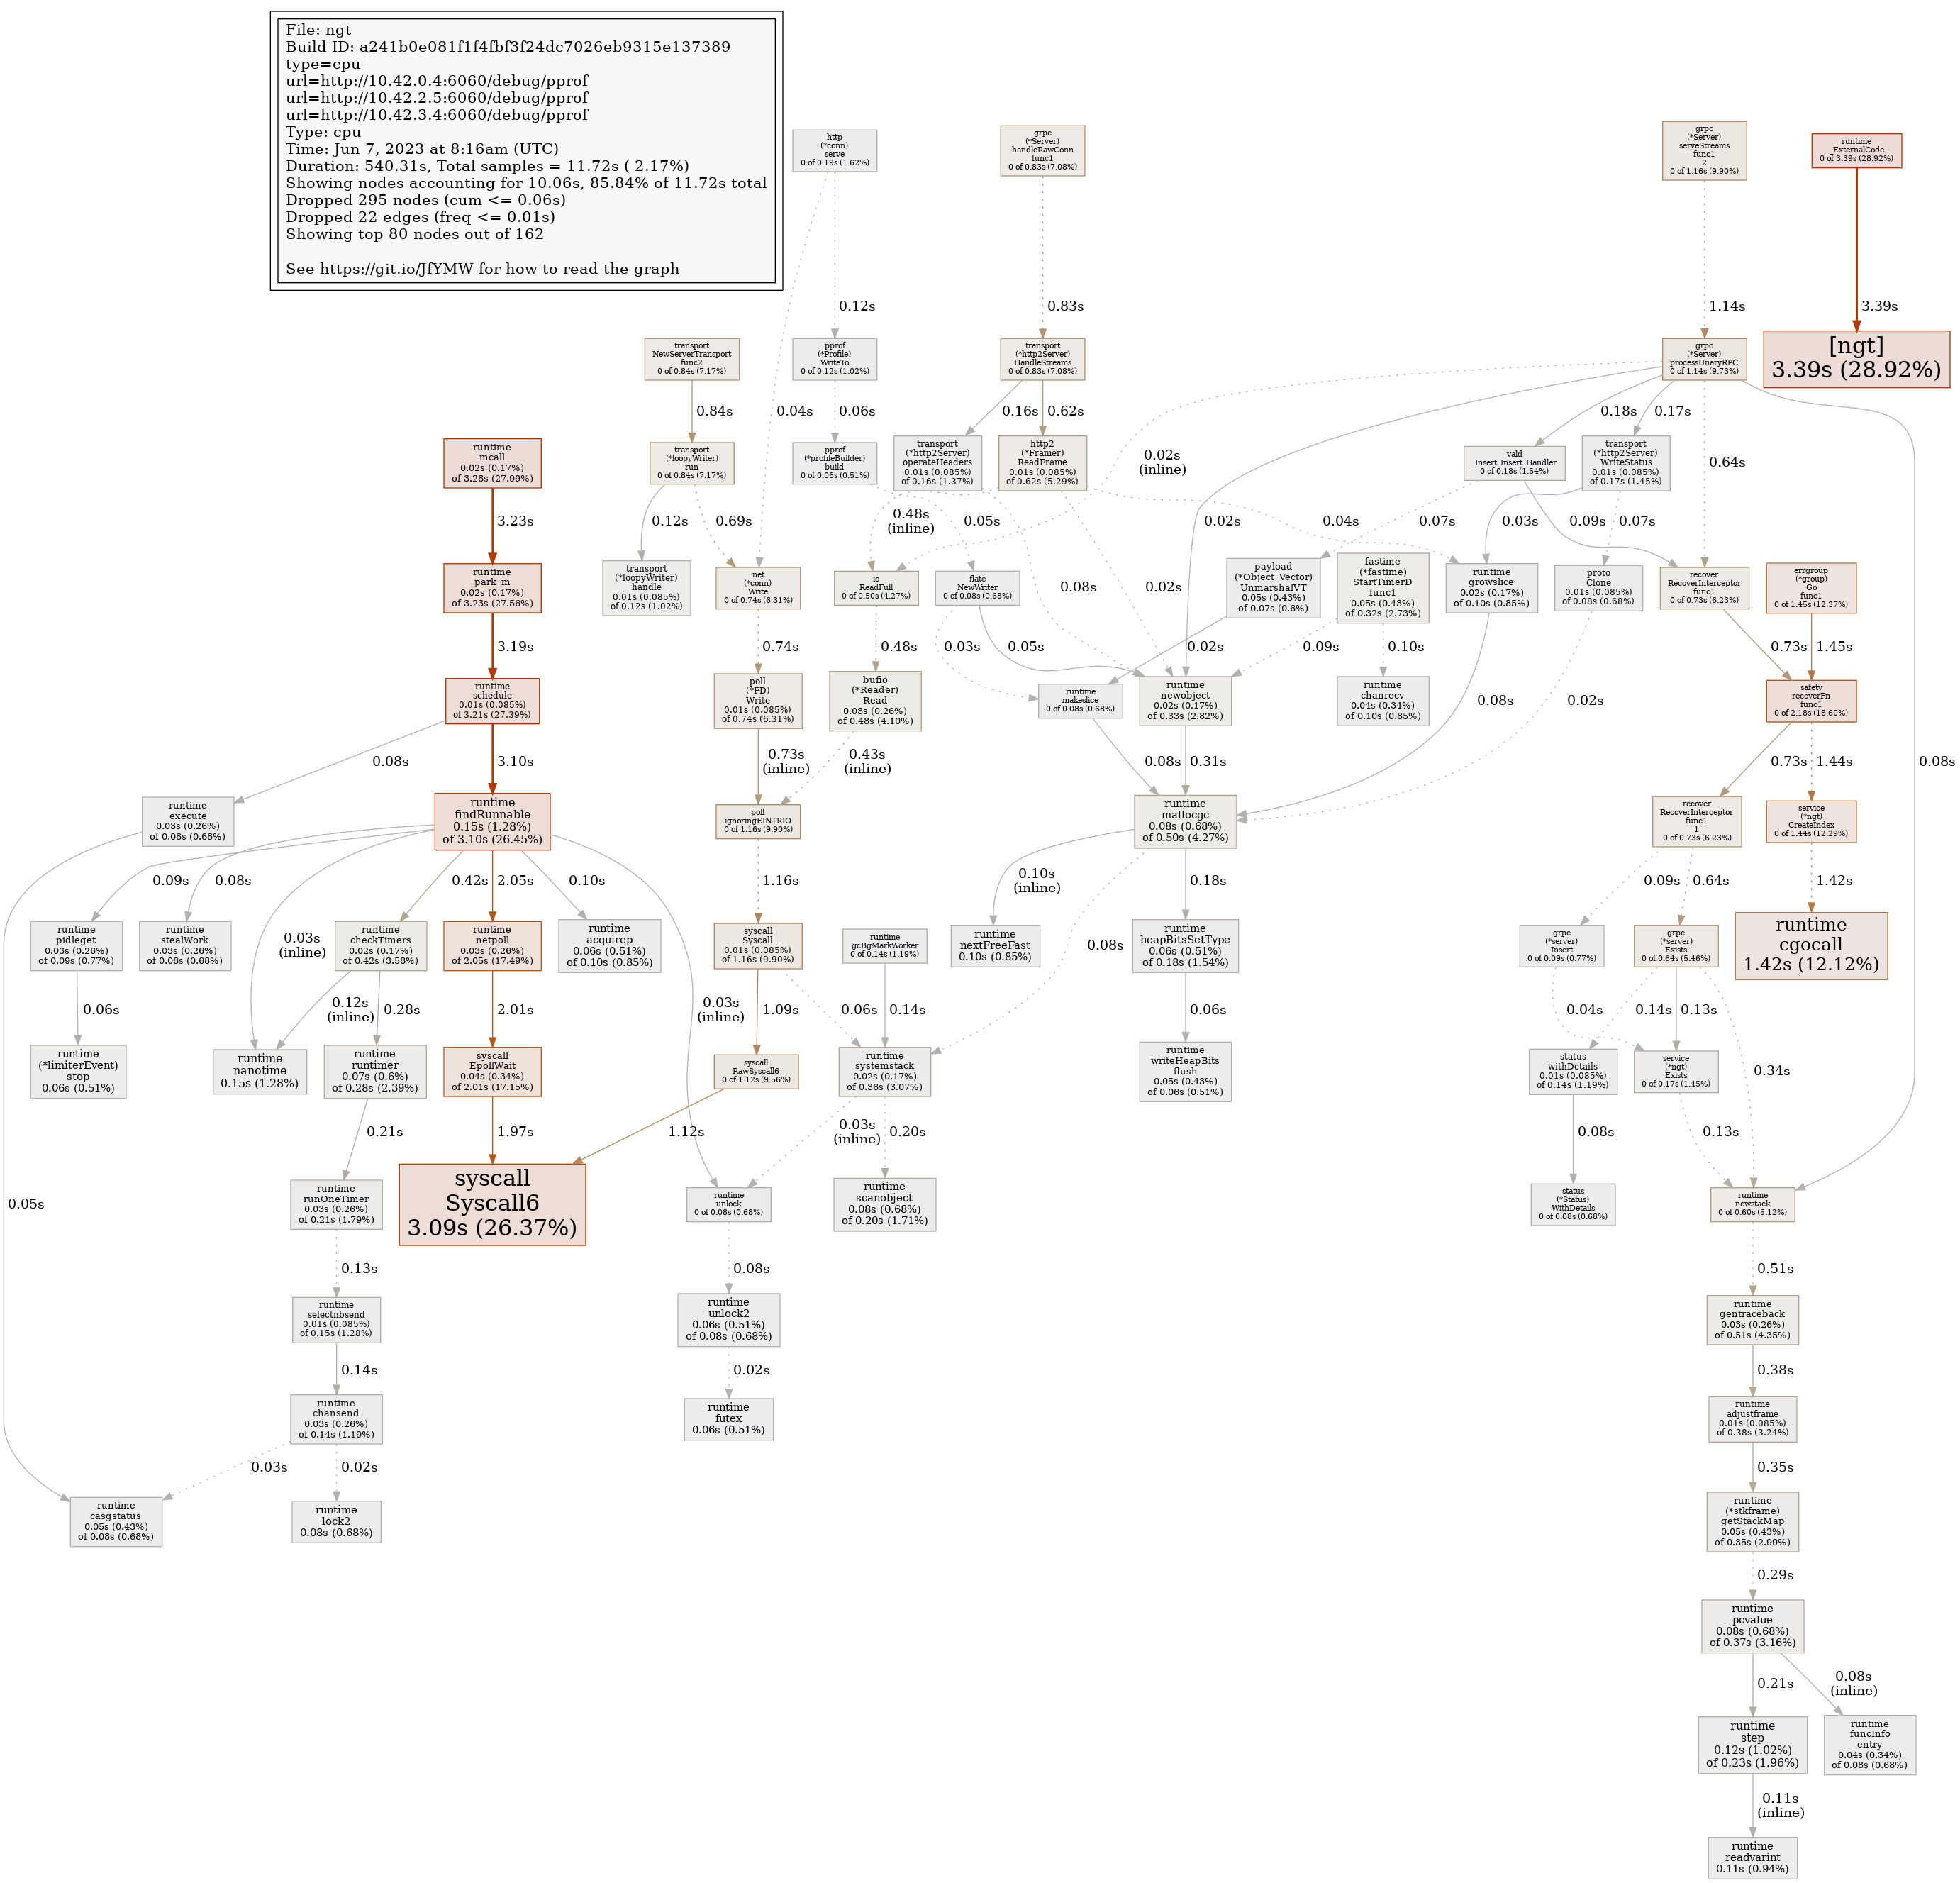 File: ngt
Build ID: a241b0e081f1f4fbf3f24dc7026eb9315e137389
type=cpu
url=http://10.42.0.4:6060/debug/pprof
url=http://10.42.2.5:6060/debug/pprof
url=http://10.42.3.4:6060/debug/pprof
Type: cpu
Time: Jun 7, 2023 at 8:16am (UTC)
Duration: 540.31s, Total samples = 11.72s ( 2.17%)
Showing nodes accounting for 10.06s, 85.84% of 11.72s total
Dropped 295 nodes (cum <= 0.06s)
Dropped 22 edges (freq <= 0.01s)
Showing top 80 nodes out of 162
See https://git.io/JfYMW for how to read the graph
http
(*conn)
serve
0 of 0.19s (1.62%)
grpc
(*Server)
handleRawConn
func1
0 of 0.83s (7.08%)
grpc
(*Server)
serveStreams
func1
2
0 of 1.16s (9.90%)
runtime
_ExternalCode
0 of 3.39s (28.92%)
0.12s
0.83s
1.14s
3.39s
transport
NewServerTransport
func2
0 of 0.84s (7.17%)
pprof
(*Profile)
WriteTo
0 of 0.12s (1.02%)
transport
(*http2Server)
HandleStreams
0 of 0.83s (7.08%)
grpc
(*Server)
processUnaryRPC
0 of 1.14s (9.73%)
[ngt]
3.39s (28.92%)
0.84s
0.04s
0.06s
0.16s
0.62s
0.18s
0.17s
runtime
mcall
0.02s (0.17%)
of 3.28s (27.99%)
transport
(*loopyWriter)
run
0 of 0.84s (7.17%)
pprof
(*profileBuilder)
build
0.01s of 0.06s (0.51%)
transport
(*http2Server)
operateHeaders
0.01s (0.085%)
of 0.16s (1.37%)
http2
(*Framer)
ReadFrame
0.01s (0.085%)
of 0.62s (5.29%)
0.02s
(inline)
vald
_Insert_Insert_Handler
0 of 0.18s (1.54%)
transport
(*http2Server)
WriteStatus
0.01s (0.085%)
of 0.17s (1.45%)
0.64s
3.23s
0.12s
0.69s
0.48s
(inline)
0.05s
0.04s
0.02s
0.07s
0.09s
0.03s
0.07s
runtime
park_m
0.02s (0.17%)
of 3.23s (27.56%)
transport
(*loopyWriter)
handle
0.01s (0.085%)
of 0.12s (1.02%)
net
(*conn)
Write
0 of 0.74s (6.31%)
io
ReadFull
0 of 0.50s (4.27%)
flate
NewWriter
0 of 0.08s (0.68%)
0.08s
0.02s
payload
(*Object_Vector)
UnmarshalVT
0.05s (0.43%)
of 0.07s (0.6%)
fastime
(*fastime)
StartTimerD
func1
0.05s (0.43%)
of 0.32s (2.73%)
runtime
growslice
0.02s (0.17%)
of 0.10s (0.85%)
proto
Clone
0.01s (0.085%)
of 0.08s (0.68%)
recover
RecoverInterceptor
func1
0 of 0.73s (6.23%)
errgroup
(*group)
Go
func1
0 of 1.45s (12.37%)
3.19s
0.74s
0.48s
0.03s
0.05s
0.02s
0.09s
0.10s
0.73s
1.45s
runtime
schedule
0.01s (0.085%)
of 3.21s (27.39%)
poll
(*FD)
Write
0.01s (0.085%)
of 0.74s (6.31%)
bufio
(*Reader)
Read
0.03s (0.26%)
of 0.48s (4.10%)
runtime
makeslice
0 of 0.08s (0.68%)
runtime
newobject
0.02s (0.17%)
of 0.33s (2.82%)
runtime
chanrecv
0.04s (0.34%)
of 0.10s (0.85%)
0.08s
0.02s
safety
recoverFn
func1
0 of 2.18s (18.60%)
0.08s
3.10s
0.73s
(inline)
0.43s
(inline)
0.08s
0.31s
0.73s
1.44s
0.08s
runtime
execute
0.03s (0.26%)
of 0.08s (0.68%)
runtime
findRunnable
0.15s (1.28%)
of 3.10s (26.45%)
poll
ignoringEINTRIO
0 of 1.16s (9.90%)
runtime
mallocgc
0.08s (0.68%)
of 0.50s (4.27%)
recover
RecoverInterceptor
func1
1
0 of 0.73s (6.23%)
service
(*ngt)
CreateIndex
0 of 1.44s (12.29%)
0.09s
0.08s
0.42s
2.05s
0.10s
1.16s
0.10s
(inline)
0.18s
0.09s
0.64s
1.42s
runtime
pidleget
0.03s (0.26%)
of 0.09s (0.77%)
runtime
stealWork
0.03s (0.26%)
of 0.08s (0.68%)
0.03s
(inline)
runtime
checkTimers
0.02s (0.17%)
of 0.42s (3.58%)
runtime
netpoll
0.03s (0.26%)
of 2.05s (17.49%)
runtime
acquirep
0.06s (0.51%)
of 0.10s (0.85%)
syscall
Syscall
0.01s (0.085%)
of 1.16s (9.90%)
runtime
gcBgMarkWorker
0 of 0.14s (1.19%)
runtime
nextFreeFast
0.10s (0.85%)
0.08s
runtime
heapBitsSetType
0.06s (0.51%)
of 0.18s (1.54%)
grpc
(*server)
Insert
0 of 0.09s (0.77%)
grpc
(*server)
Exists
0 of 0.64s (5.46%)
runtime
cgocall
1.42s (12.12%)
0.06s
0.12s
(inline)
0.28s
2.01s
0.03s
(inline)
1.09s
0.06s
0.14s
0.06s
0.04s
0.14s
0.13s
runtime
(*limiterEvent)
stop
0.06s (0.51%)
runtime
nanotime
0.15s (1.28%)
runtime
runtimer
0.07s (0.6%)
of 0.28s (2.39%)
syscall
EpollWait
0.04s (0.34%)
of 2.01s (17.15%)
syscall
RawSyscall6
0 of 1.12s (9.56%)
runtime
systemstack
0.02s (0.17%)
of 0.36s (3.07%)
runtime
writeHeapBits
flush
0.05s (0.43%)
of 0.06s (0.51%)
status
withDetails
0.01s (0.085%)
of 0.14s (1.19%)
service
(*ngt)
Exists
0 of 0.17s (1.45%)
0.34s
0.21s
1.97s
1.12s
0.03s
(inline)
0.20s
0.08s
0.13s
0.05s
runtime
runOneTimer
0.03s (0.26%)
of 0.21s (1.79%)
syscall
Syscall6
3.09s (26.37%)
runtime
unlock
0 of 0.08s (0.68%)
runtime
scanobject
0.08s (0.68%)
of 0.20s (1.71%)
status
(*Status)
WithDetails
0 of 0.08s (0.68%)
runtime
newstack
0 of 0.60s (5.12%)
0.13s
0.08s
0.51s
runtime
selectnbsend
0.01s (0.085%)
of 0.15s (1.28%)
runtime
unlock2
0.06s (0.51%)
of 0.08s (0.68%)
runtime
gentraceback
0.03s (0.26%)
of 0.51s (4.35%)
0.14s
0.02s
0.38s
runtime
chansend
0.03s (0.26%)
of 0.14s (1.19%)
runtime
futex
0.06s (0.51%)
runtime
adjustframe
0.01s (0.085%)
of 0.38s (3.24%)
0.03s
0.02s
0.35s
runtime
casgstatus
0.05s (0.43%)
of 0.08s (0.68%)
runtime
lock2
0.08s (0.68%)
runtime
(*stkframe)
getStackMap
0.05s (0.43%)
of 0.35s (2.99%)
0.29s
runtime
pcvalue
0.08s (0.68%)
of 0.37s (3.16%)
0.21s
0.08s
(inline)
runtime
step
0.12s (1.02%)
of 0.23s (1.96%)
runtime
funcInfo
entry
0.04s (0.34%)
of 0.08s (0.68%)
0.11s
(inline)
runtime
readvarint
0.11s (0.94%)